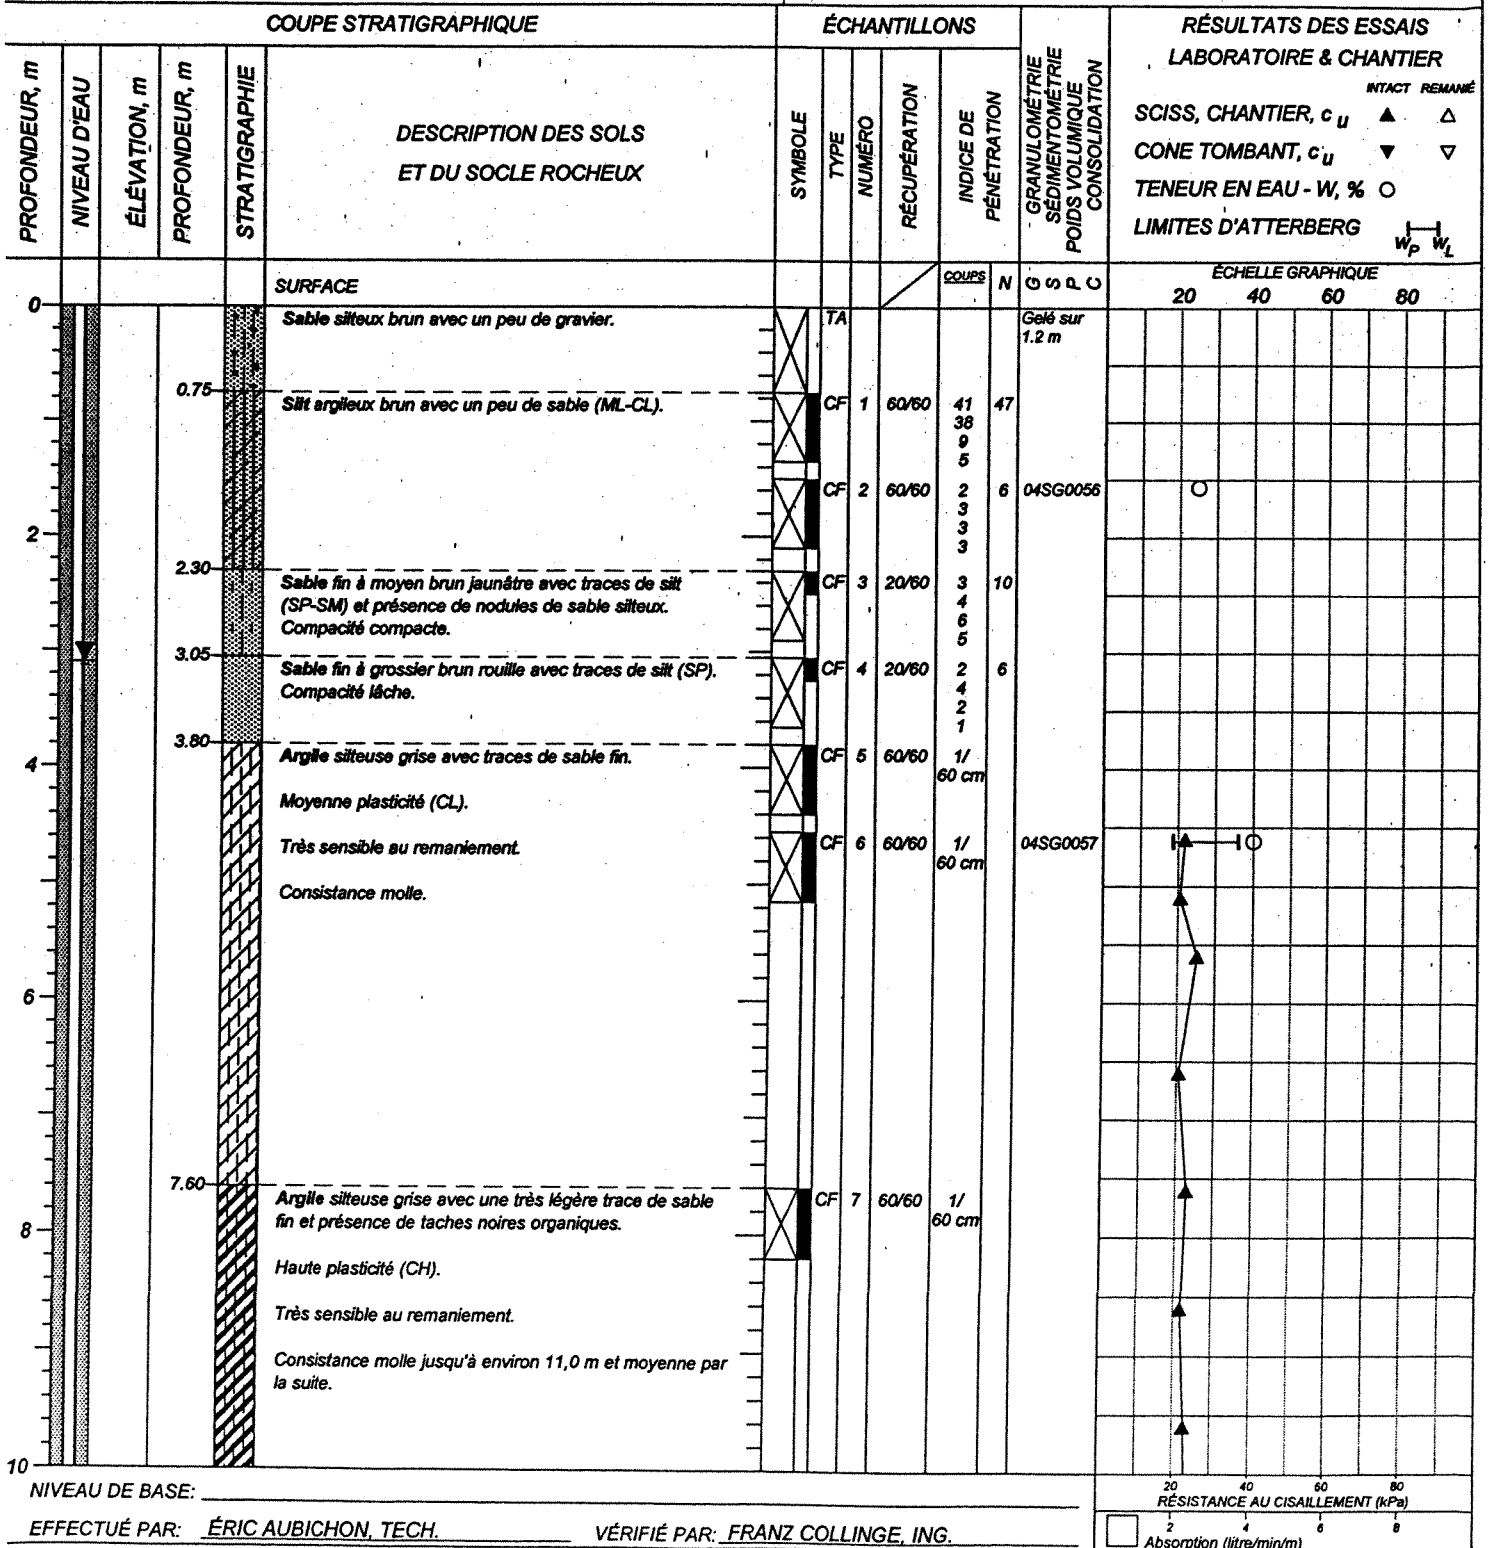 COUPE STRATIGRAPHIQUE
ÉCHANTILLONS
RÉSULTATS DES ESSAIS
LABORATOIRE & CHANTIER
PROFONDEUR, m
NIVEAU D'EAU
ÉLÉVATION, m
PROFONDEUR, m
STRATIGRAPHIE
DESCRIPTION DES SOLS
ET DU SOCLE ROCHEUX
SYMBOLE
TYPE
NUMÉRO
RÉCUPÉRATION
INDICE DE
PÉNÉTRATION
GRANULOMÉTRIE
SÉDIMENTOMÉTRIE
POIDS VOLUMIQUE
CONSOLIDATION
INTACT REMANIÉ
SCISS, CHANTIER, c u ▲ △
CONE TOMBANT, c u ▼ ▽
TENEUR EN EAU - W, % ○
LIMITES D'ATTERBERG
WP WL
SURFACE
COUPS N G S P C
ÉCHELLE GRAPHIQUE
20 40 60 80
0
Sable silteux brun avec un peu de gravier.
TA
Gelé sur
1.2 m
0.75
Silt argileux brun avec un peu de sable (ML-CL).
CF 1 60/60 41 47
38
9
5
CF 2 60/60 2 6 04SG0056
3
3
3
2
2.30
Sable fin à moyen brun jaunâtre avec traces de silt
(SP-SM) et présence de nodules de sable silteux.
Compacité compacte.
CF 3 20/60 3 10
4
6
5
3.05
Sable fin à grossier brun rouille avec traces de silt (SP).
Compacité lâche.
CF 4 20/60 2 6
4
2
1
3.80
4
Argile silteuse grise avec traces de sable fin.
CF 5 60/60 1/
60 cm
Moyenne plasticité (CL).
Très sensible au remaniement.
CF 6 60/60 1/ 04SG0057
60 cm
Consistance molle.
6
7.60
Argile silteuse grise avec une très légère trace de sable
fin et présence de taches noires organiques.
CF 7 60/60 1/
60 cm
8
Haute plasticité (CH).
Très sensible au remaniement.
Consistance molle jusqu'à environ 11,0 m et moyenne par
la suite.
10
20 40 60 80
RÉSISTANCE AU CISAILLEMENT (kPa)
NIVEAU DE BASE:
EFFECTUÉ PAR: ÉRIC AUBICHON, TECH.
VÉRIFIÉ PAR: FRANZ COLLINGE, ING.
2 4 6 8
Absorption (litre/min/m)